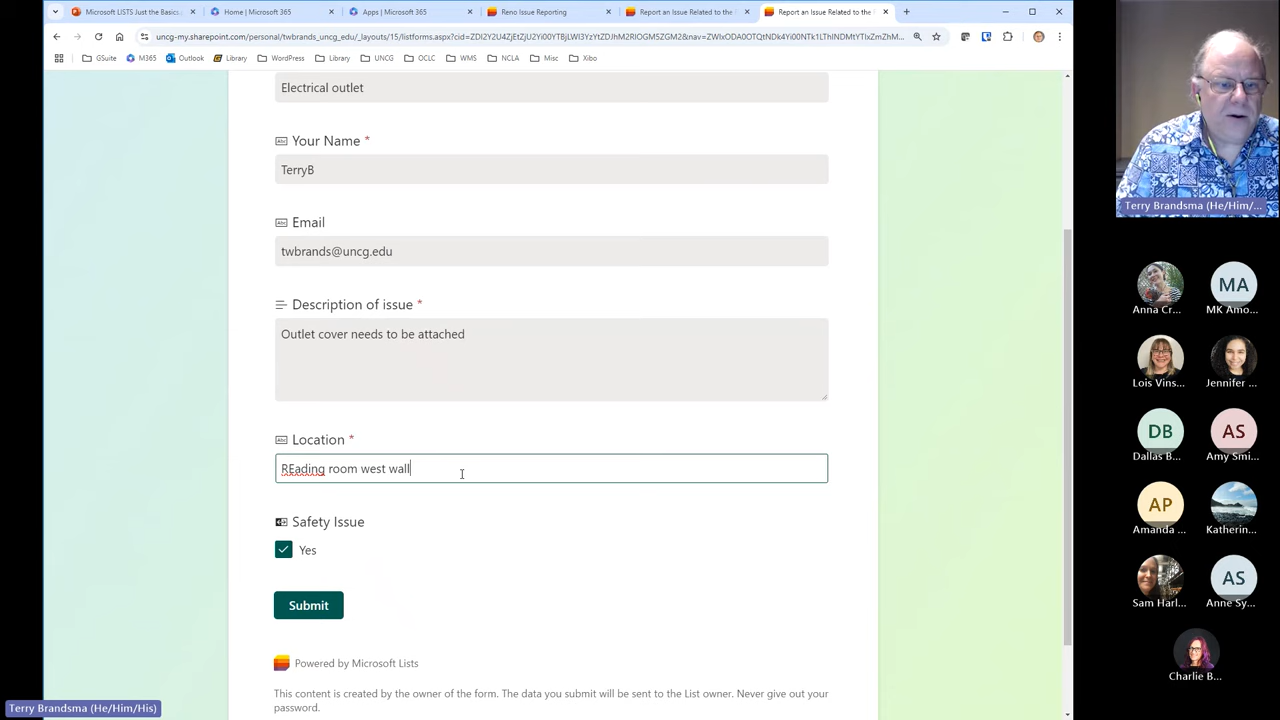 Microsoft LISTS Just the Basics
Home | Microsoft 365
Apps | Microsoft 365
Reno Issue Reporting
Report an Issue Related to the
Report an Issue Related to the
GSuite
M365
Outlook
Library
WordPress
Library
UNCG
OCLC
WMS
NCLA
Misc
Xibo
Electrical outlet
Your Name *
TerryB
Email
twbrands@uncg.edu
Description of issue *
Outlet cover needs to be attached
Location *
REading room west wall
Safety Issue
Yes
Submit
Powered by Microsoft Lists
This content is created by the owner of the form. The data you submit will be sent to the List owner. Never give out your
password.
Terry Brandsma (He/Him/His)
Terry Brandsma (He/Him/...
Anna Cr...
MA
MK Amo...
Lois Vins...
Jennifer ...
DB
Dallas B...
AS
Amy Smi...
AP
Amanda ...
Katherin...
Sam Harl...
AS
Anne Sy...
Charlie B...